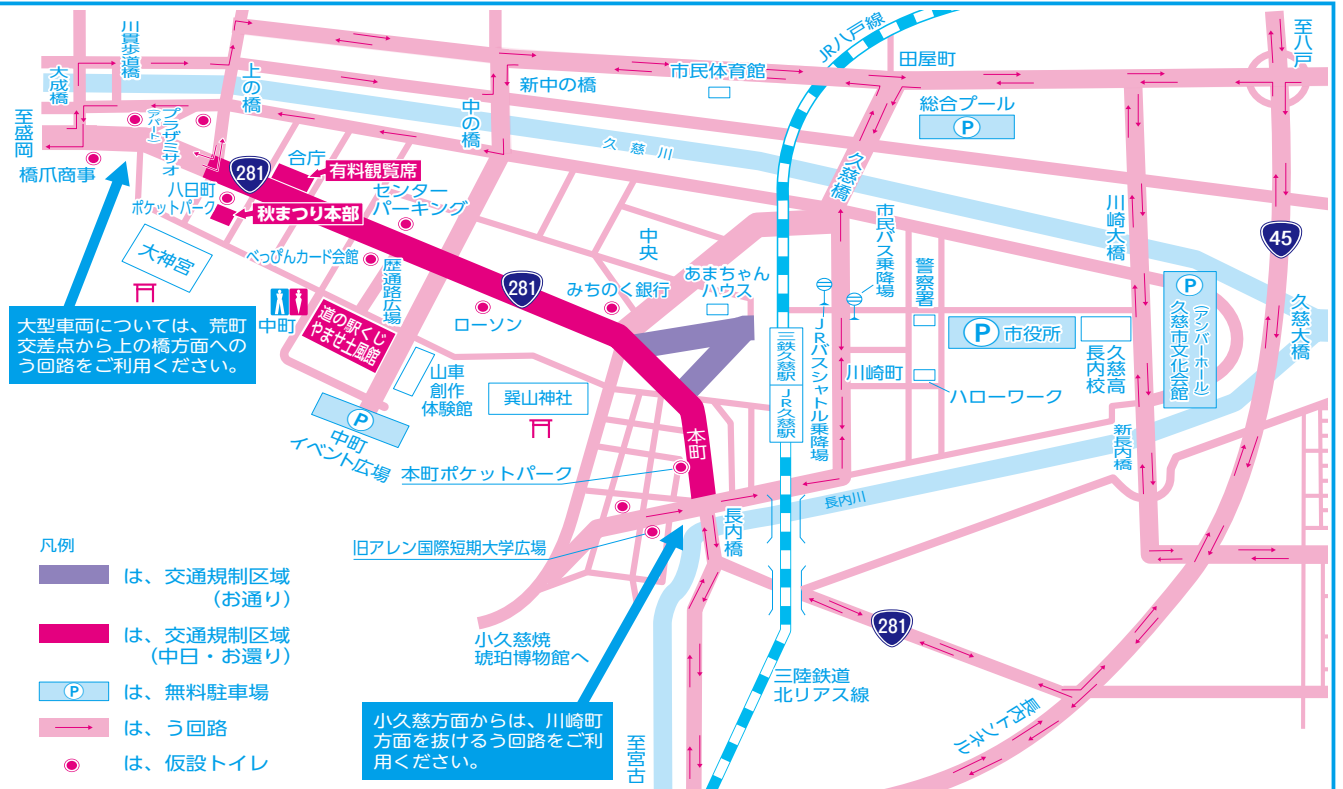 川貫歩道橋
大成橋
上の橋
新中の橋
中の橋
市民体育館
JR八戸線
田屋町
至八戸
総合プール
P
至盛岡
プラザミサオ
(アパート)
橋爪商事
281
合庁
有料観覧席
八日町
ポケットパーク
秋まつり本部
センター
パーキング
久慈川
久慈橋
川崎大橋
45
大神宮
べっぴんカード会館
歴通路広場
中央
あまちゃん
ハウス
市民バス乗降場
警察署
P
久慈市文化会館
(アンバーホール)
久慈大橋
大型車両については、荒町
交差点から上の橋方面への
う回路をご利用ください。
中町
道の駅くじ
やませ土風館
281
ローソン
みちのく銀行
三鉄久慈駅
JR久慈駅
JRバスシャトル乗降場
P
市役所
久慈高
長内校
川崎町
ハローワーク
山車
創作
体験館
巽山神社
P
中町
イベント広場
本町
本町ポケットパーク
新長内橋
長内川
長内橋
旧アレン国際短期大学広場
凡例
は、交通規制区域
(お通り)
は、交通規制区域
(中日・お還り)
P
は、無料駐車場
は、う回路
は、仮設トイレ
小久慈焼
琥珀博物館へ
281
三陸鉄道
北リアス線
長内トンネル
小久慈方面からは、川崎町
方面を抜けるう回路をご利
用ください。
至宮古